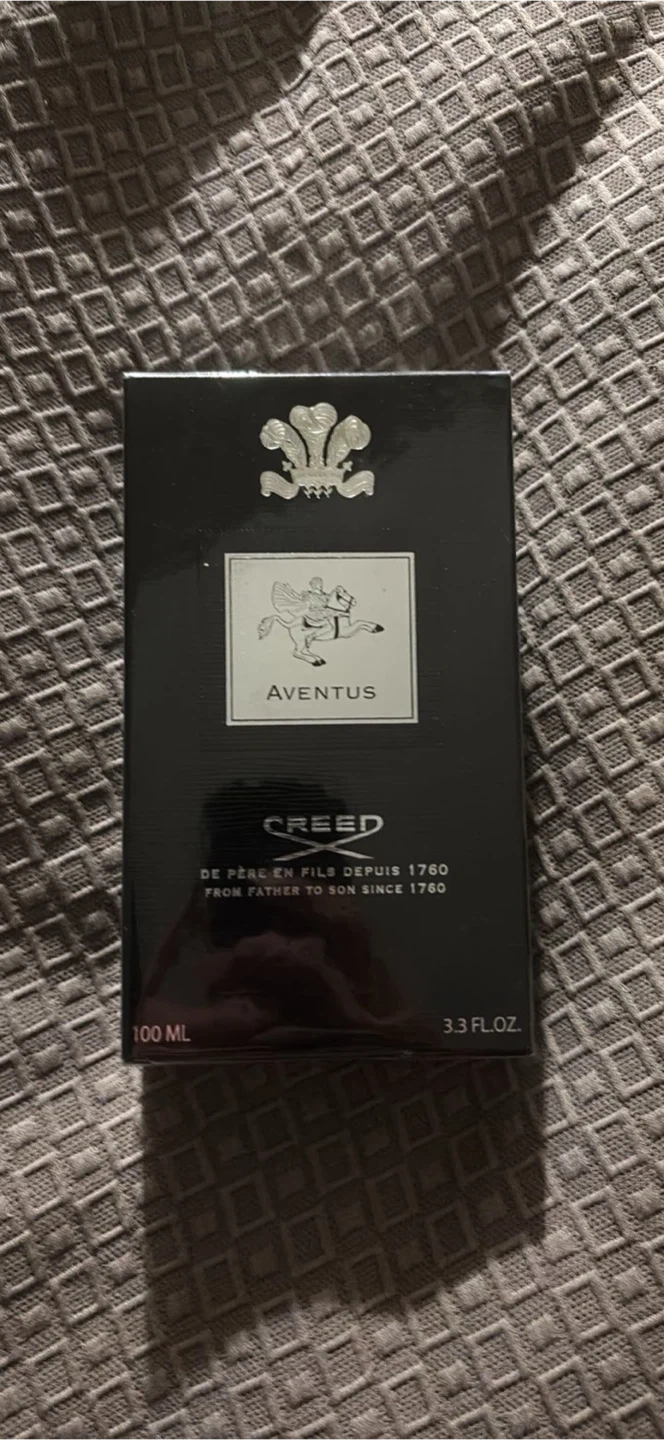 AVENTUS
CREED
DE PÈRE EN FILS DEPUIS 1760
FROM FATHER TO SON SINCE 1760
100 ML
3.3 FL.OZ.